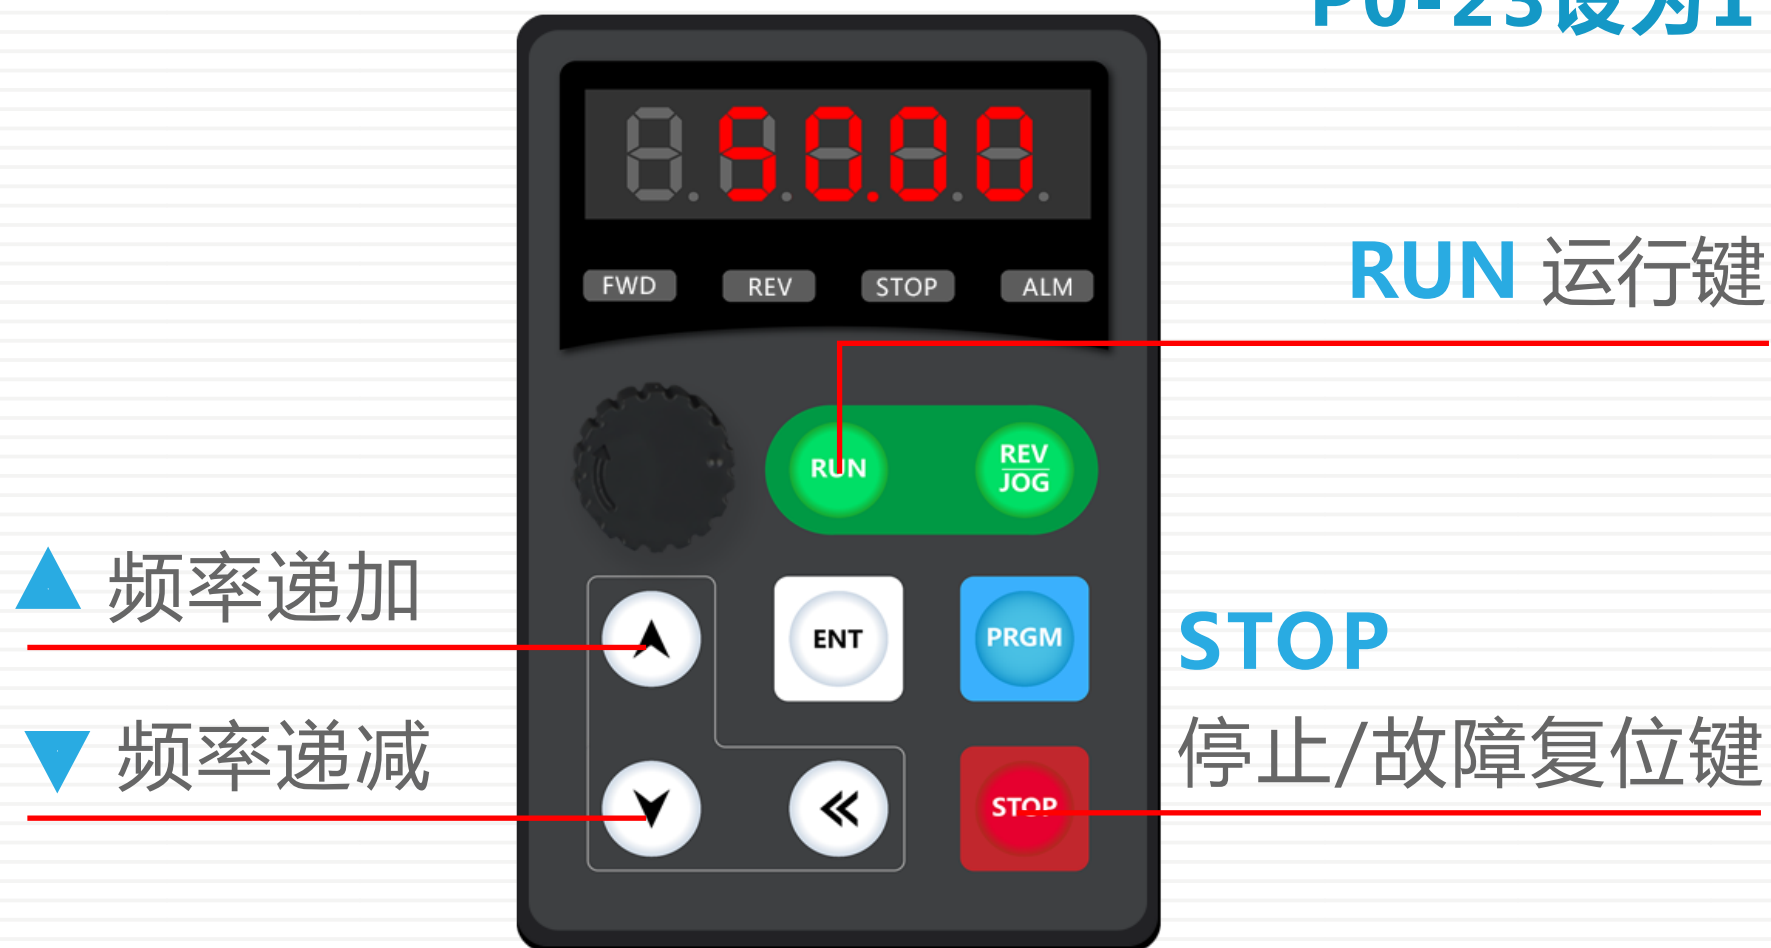 P0-23设为1
50.00
FWD REV STOP ALM
RUN 运行键
RUN
REV
JOG
▲ 频率递加
ENT
PRGM
STOP
▼ 频率递减
停止/故障复位键
STOP